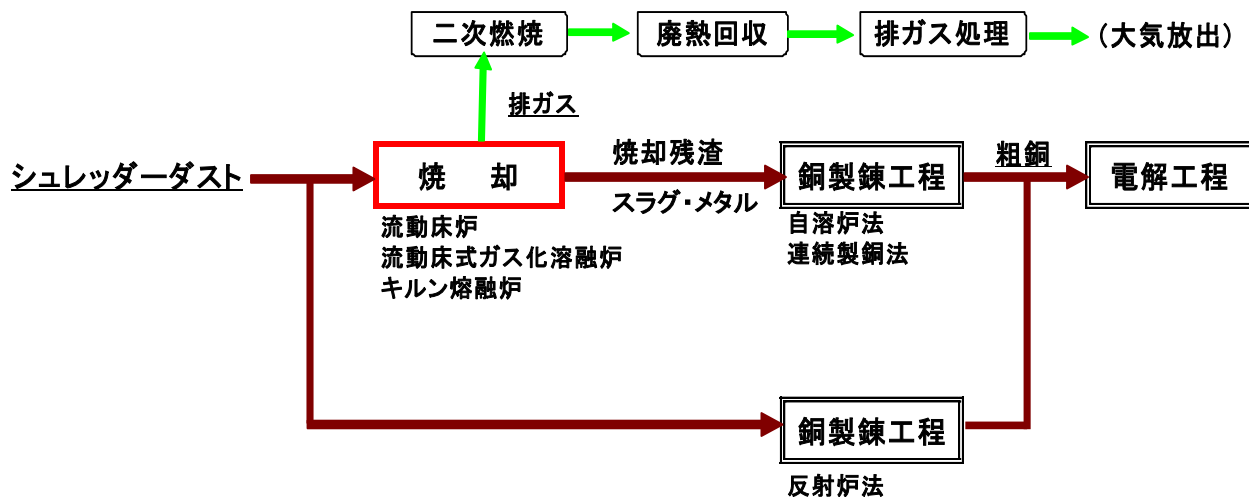 二次燃焼
廃熱回収
排ガス処理
（大気放出）
排ガス
シュレッダーダスト
焼　却
焼却残渣
スラグ・メタル
銅製錬工程
粗銅
電解工程
流動床炉
流動床式ガス化溶融炉
キルン熔融炉
自溶炉法
連続製銅法
銅製錬工程
反射炉法